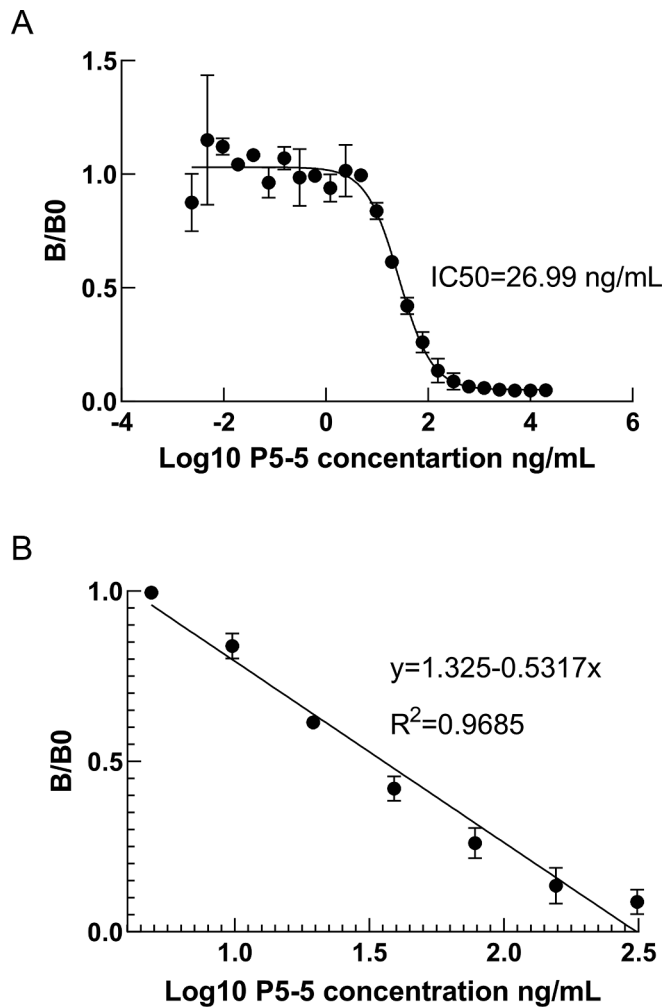 A
1.5
1.0
B/B0
0.5
0.0
IC50=26.99 ng/mL
-4 -2 0 2 4 6
Log10 P5-5 concentartion ng/mL
B
1.0
B/B0
0.5
0.0
y=1.325-0.5317x
R²=0.9685
1.0 1.5 2.0 2.5
Log10 P5-5 concentration ng/mL